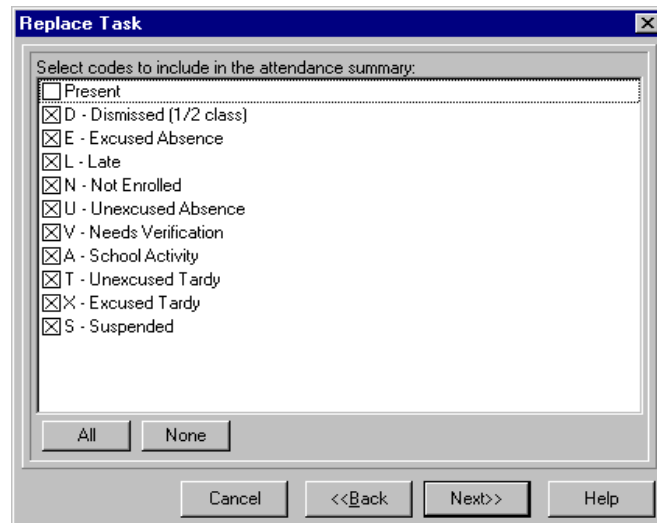 Replace Task
Select codes to include in the attendance summary:
Present
D - Dismissed (1/2 class)
E - Excused Absence
L - Late
N - Not Enrolled
U - Unexcused Absence
V - Needs Verification
A - School Activity
T - Unexcused Tardy
X - Excused Tardy
S - Suspended
All None
Cancel <<Back Next>> Help